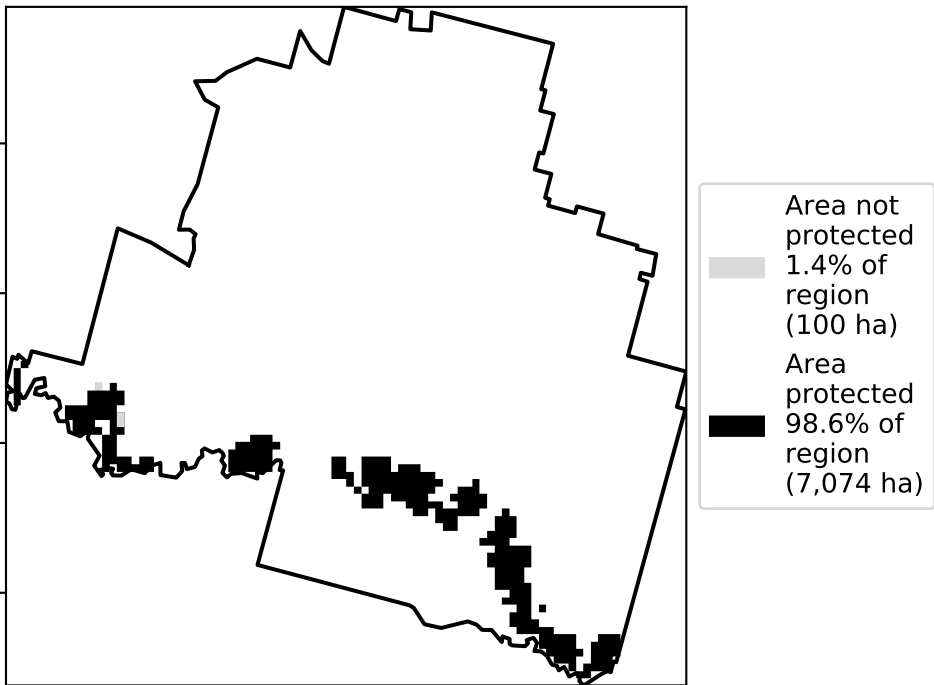 Area not
protected
1.4% of
region
(100 ha)
Area
protected
98.6% of
region
(7,074 ha)